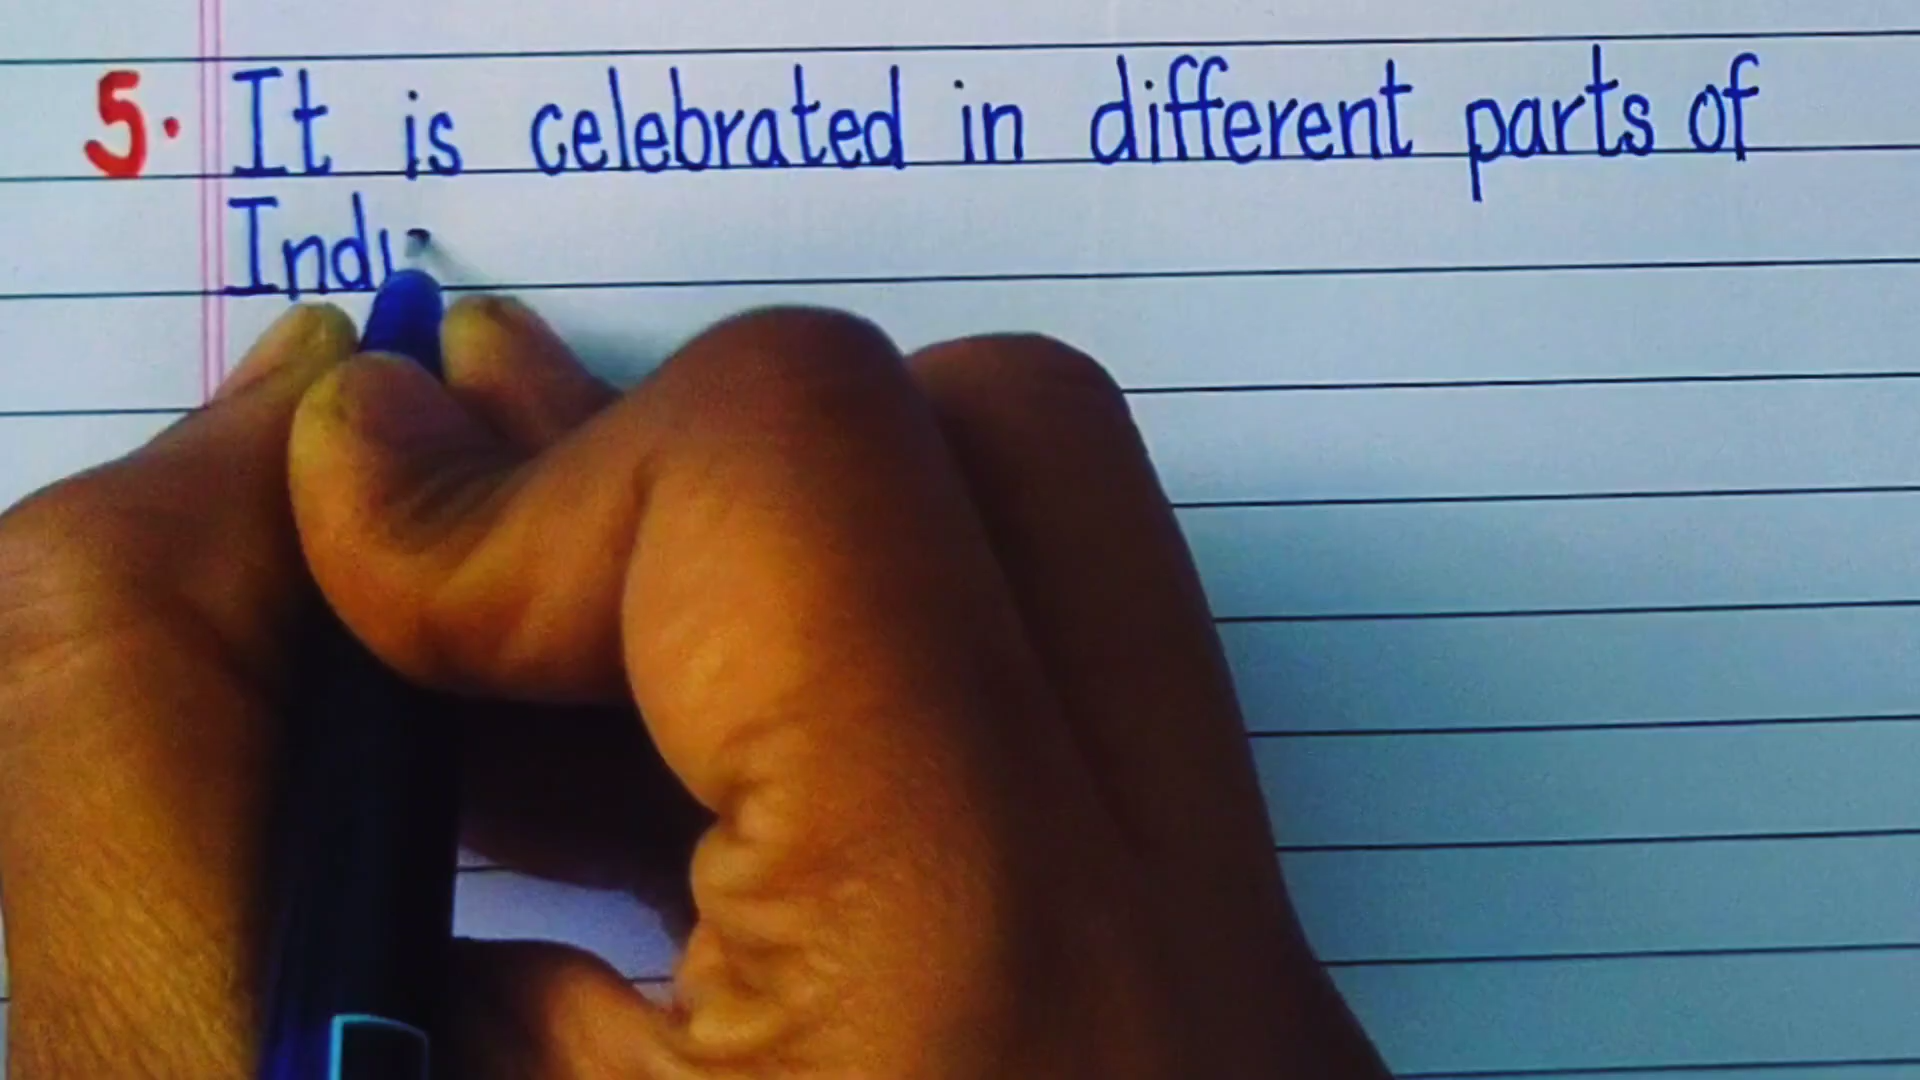 5. It is celebrated in different parts of
Indi